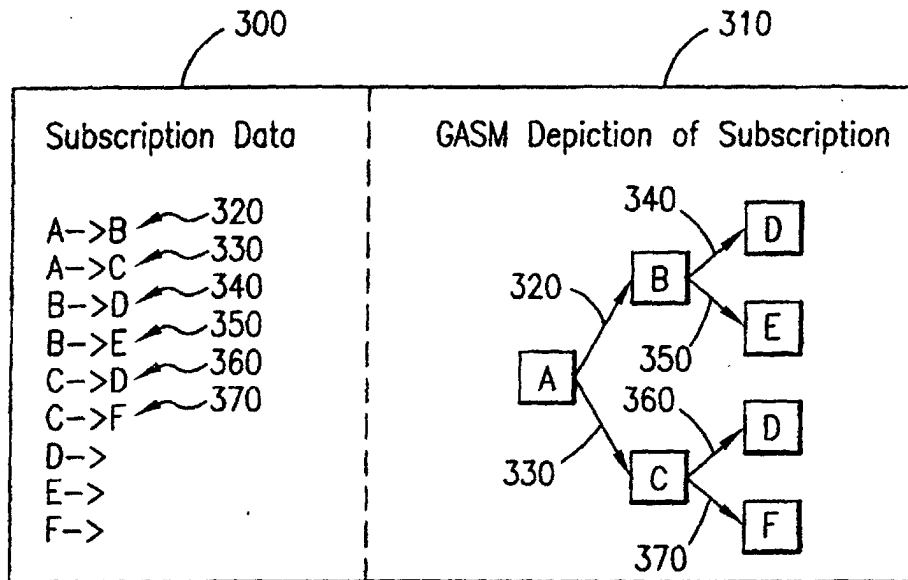 300
310
Subscription Data
GASM Depiction of Subscription
A->B 320
A->C 330
B->D 340
B->E 350
C->D 360
C->F 370
D->
E->
F->
340
D
320
B
350
E
A
360
D
330
C
370
F